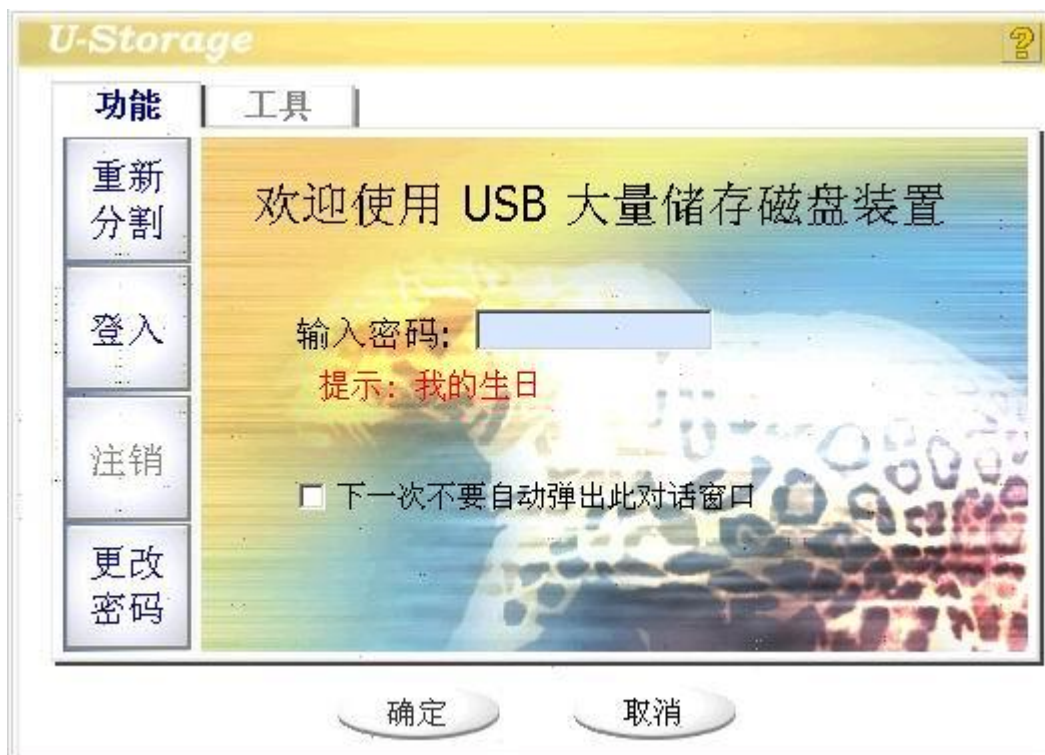 U-Storage
?
功能
工具
重新
分割
欢迎使用 USB 大量储存磁盘装置
登入
输入密码:
提示: 我的生日
注销
下一次不要自动弹出此对话窗口
更改
密码
确定
取消